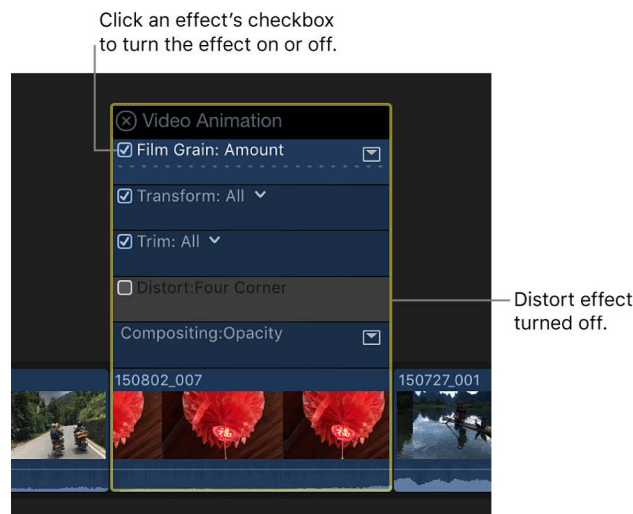 Click an effect’s checkbox
to turn the effect on or off.
Video Animation
Film Grain: Amount
Transform: All
Trim: All
Distort:Four Corner
Distort effect
turned off.
Compositing:Opacity
150802_007
150727_001
福